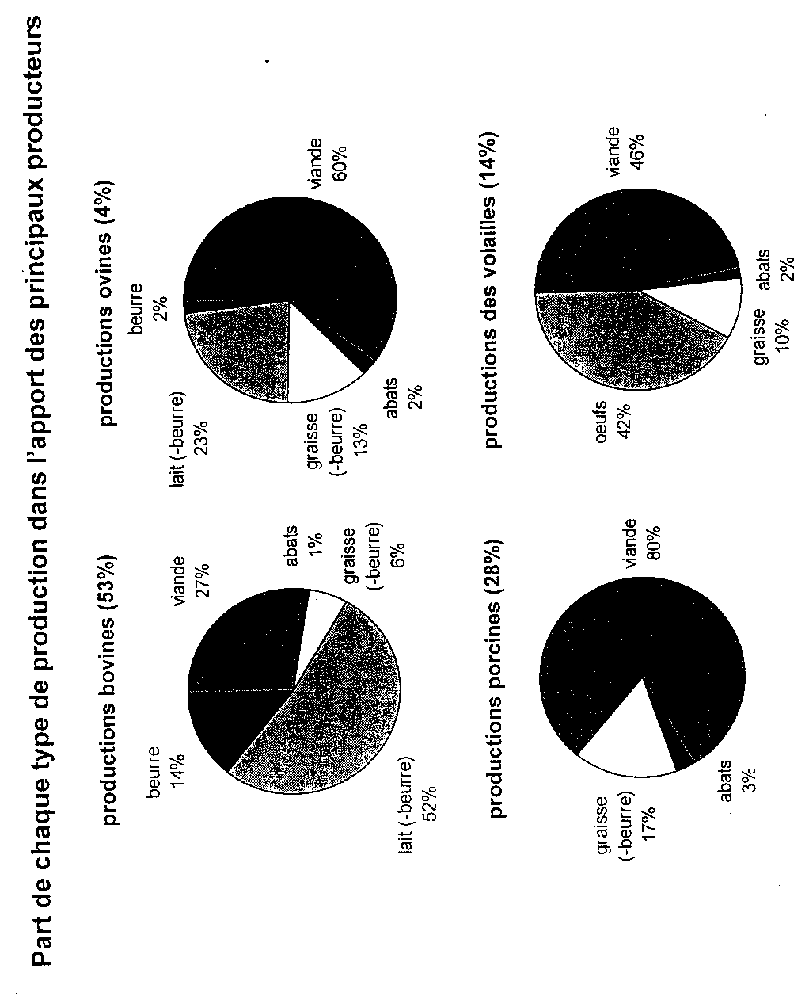 Part de chaque type de production dans l'apport des principaux producteurs
productions bovines (53%)
beurre
14%
viande
27%
abats
1%
graisse
(-beurre)
6%
lait (-beurre)
52%
productions ovines (4%)
beurre
2%
lait (-beurre)
23%
viande
60%
graisse
(-beurre)
13%
abats
2%
productions porcines (28%)
viande
80%
graisse
(-beurre)
17%
abats
3%
productions des volailles (14%)
viande
46%
oeufs
42%
graisse
10%
abats
2%